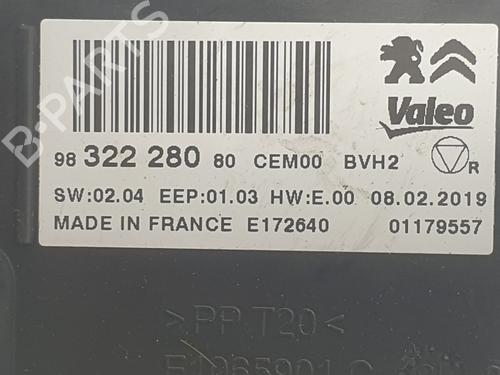 Valeo
98 322 280 80 CEM00 BVH2 R
SW:02.04 EEP:01.03 HW:E.00 08.02.2019
MADE IN FRANCE E172640 01179557
>PP T20<
B-PARTS